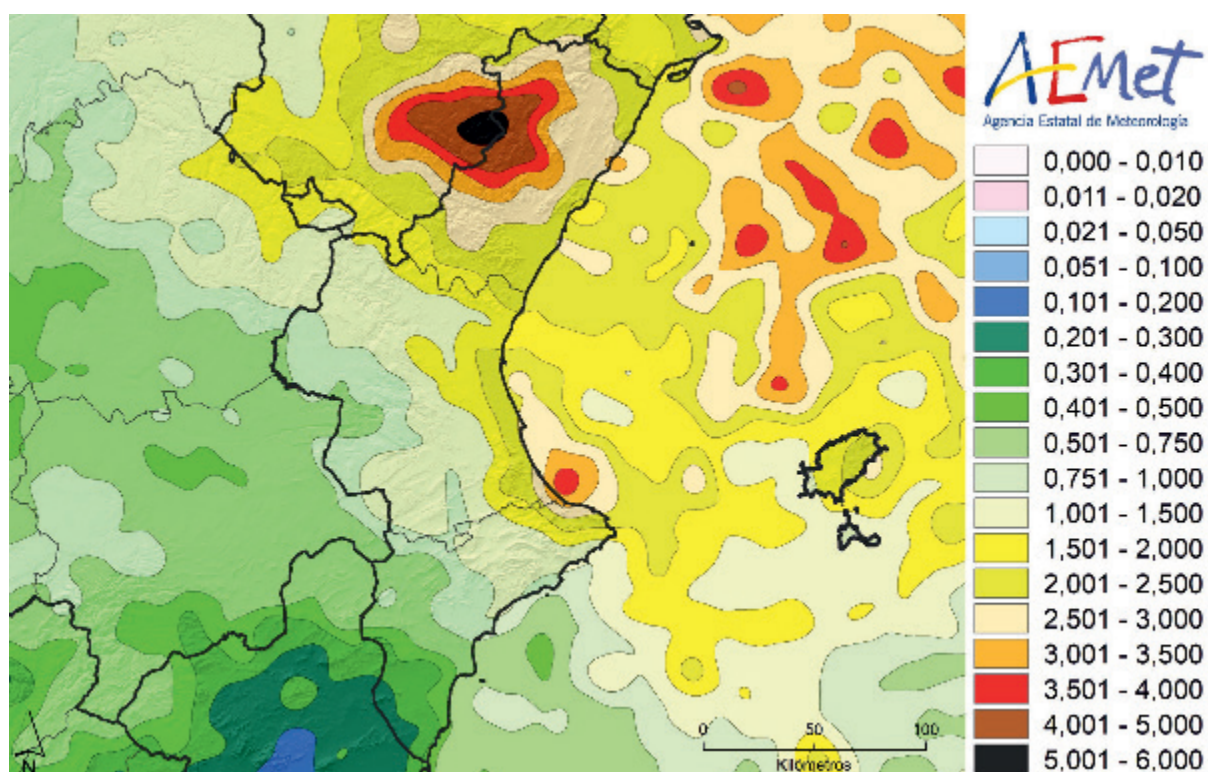 AEMet
Agencia Estatal de Meteorología
0,000 - 0,010
0,011 - 0,020
0,021 - 0,050
0,051 - 0,100
0,101 - 0,200
0,201 - 0,300
0,301 - 0,400
0,401 - 0,500
0,501 - 0,750
0,751 - 1,000
1,001 - 1,500
1,501 - 2,000
2,001 - 2,500
2,501 - 3,000
3,001 - 3,500
3,501 - 4,000
4,001 - 5,000
5,001 - 6,000
0 50 100
Kilómetros
N